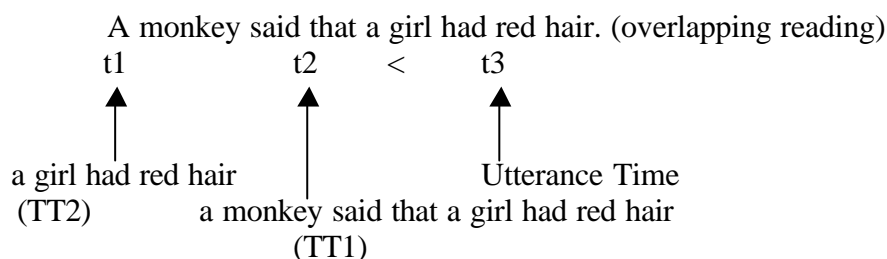 A monkey said that a girl had red hair. (overlapping reading)
t1 t2 < t3
a girl had red hair Utterance Time
(TT2) a monkey said that a girl had red hair
(TT1)